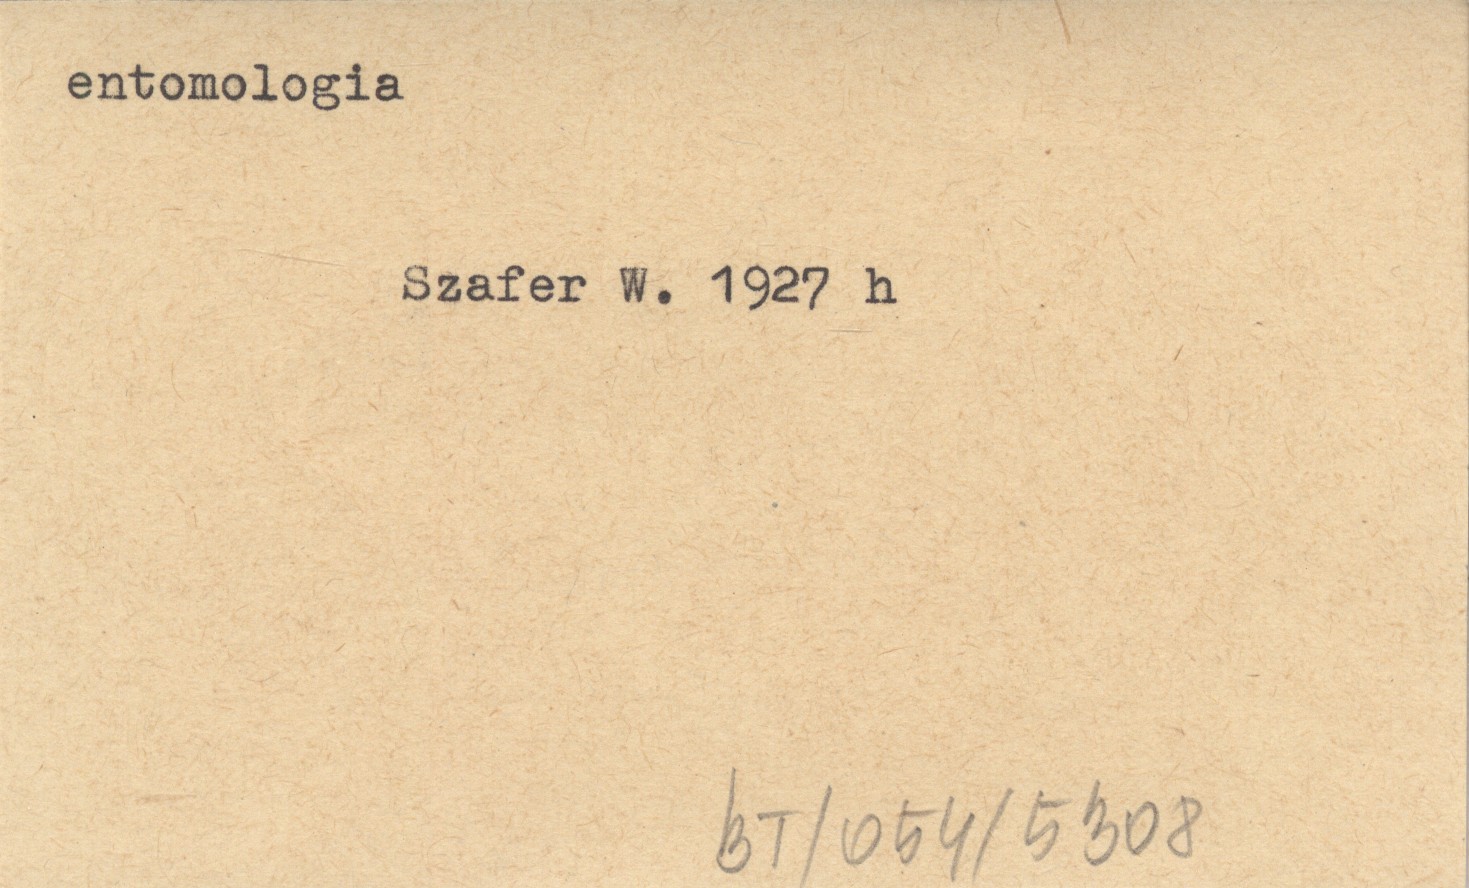 entomologia
Szafer W. 1927 h
BT/054/5308